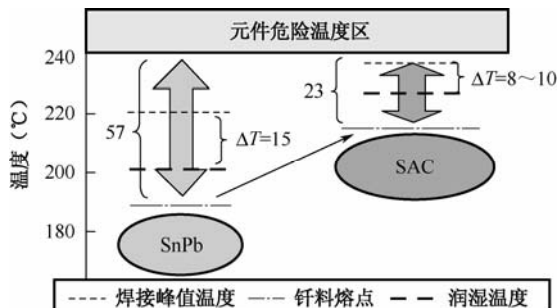 元件危险温度区
240
220
200
180
温度（℃）
57
ΔT=15
23
ΔT=8～10
SnPb
SAC
焊接峰值温度 钎料熔点 润湿温度